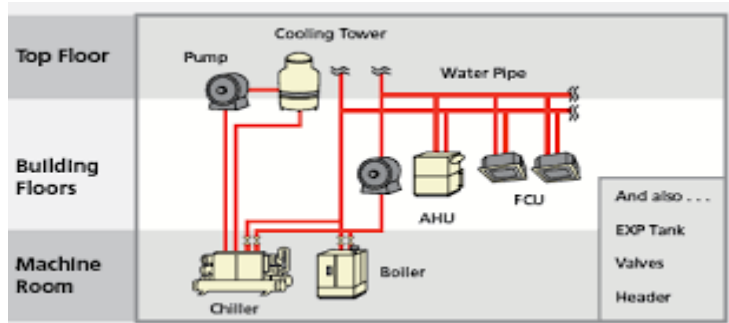 Top Floor
Cooling Tower
Pump
Water Pipe
Building
Floors
AHU
FCU
Machine
Room
Chiller
Boiler
And also . . .
EXP Tank
Valves
Header